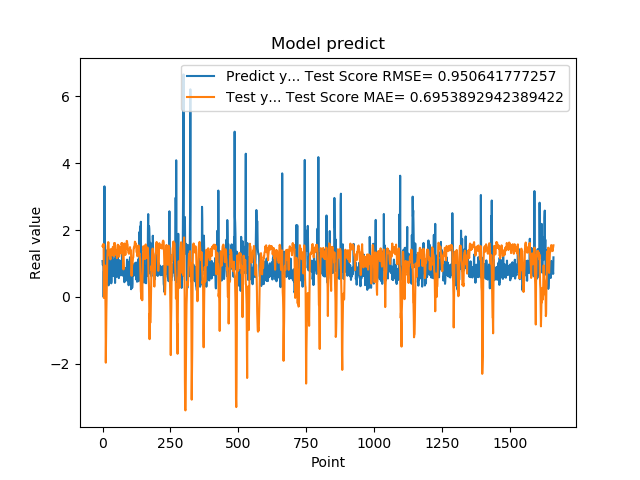 Model predict
Predict y... Test Score RMSE= 0.950641777257
Test y... Test Score MAE= 0.6953892942389422
Real value
6
4
2
0
−2
0 250 500 750 1000 1250 1500
Point